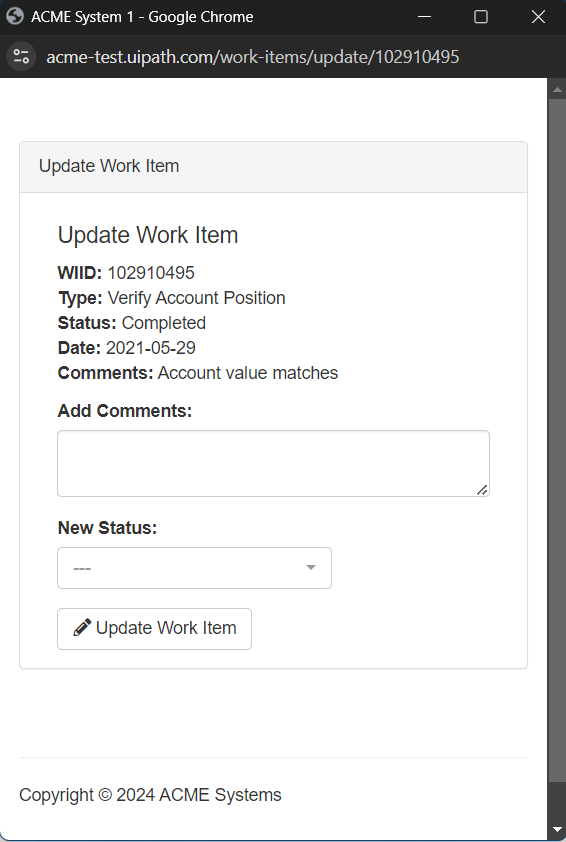 ACME System 1 - Google Chrome
acme-test.uipath.com/work-items/update/102910495
Update Work Item
Update Work Item
WIID: 102910495
Type: Verify Account Position
Status: Completed
Date: 2021-05-29
Comments: Account value matches
Add Comments:
New Status:
---
Update Work Item
Copyright © 2024 ACME Systems